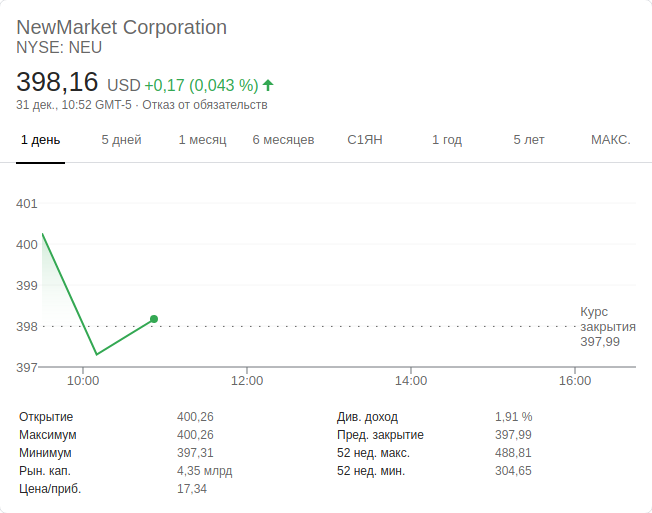 NewMarket Corporation
NYSE: NEU
398,16 USD +0,17 (0,043 %)
31 дек., 10:52 GMT-5 · Отказ от обязательств
1 день 5 дней 1 месяц 6 месяцев С1ЯН 1 год 5 лет МАКС.
401
400
399
398
397
Курс
закрытия
397,99
10:00 12:00 14:00 16:00
Открытие 400,26 Див. доход 1,91 %
Максимум 400,26 Пред. закрытие 397,99
Минимум 397,31 52 нед. макс. 488,81
Рын. кап. 4,35 млрд 52 нед. мин. 304,65
Цена/приб. 17,34